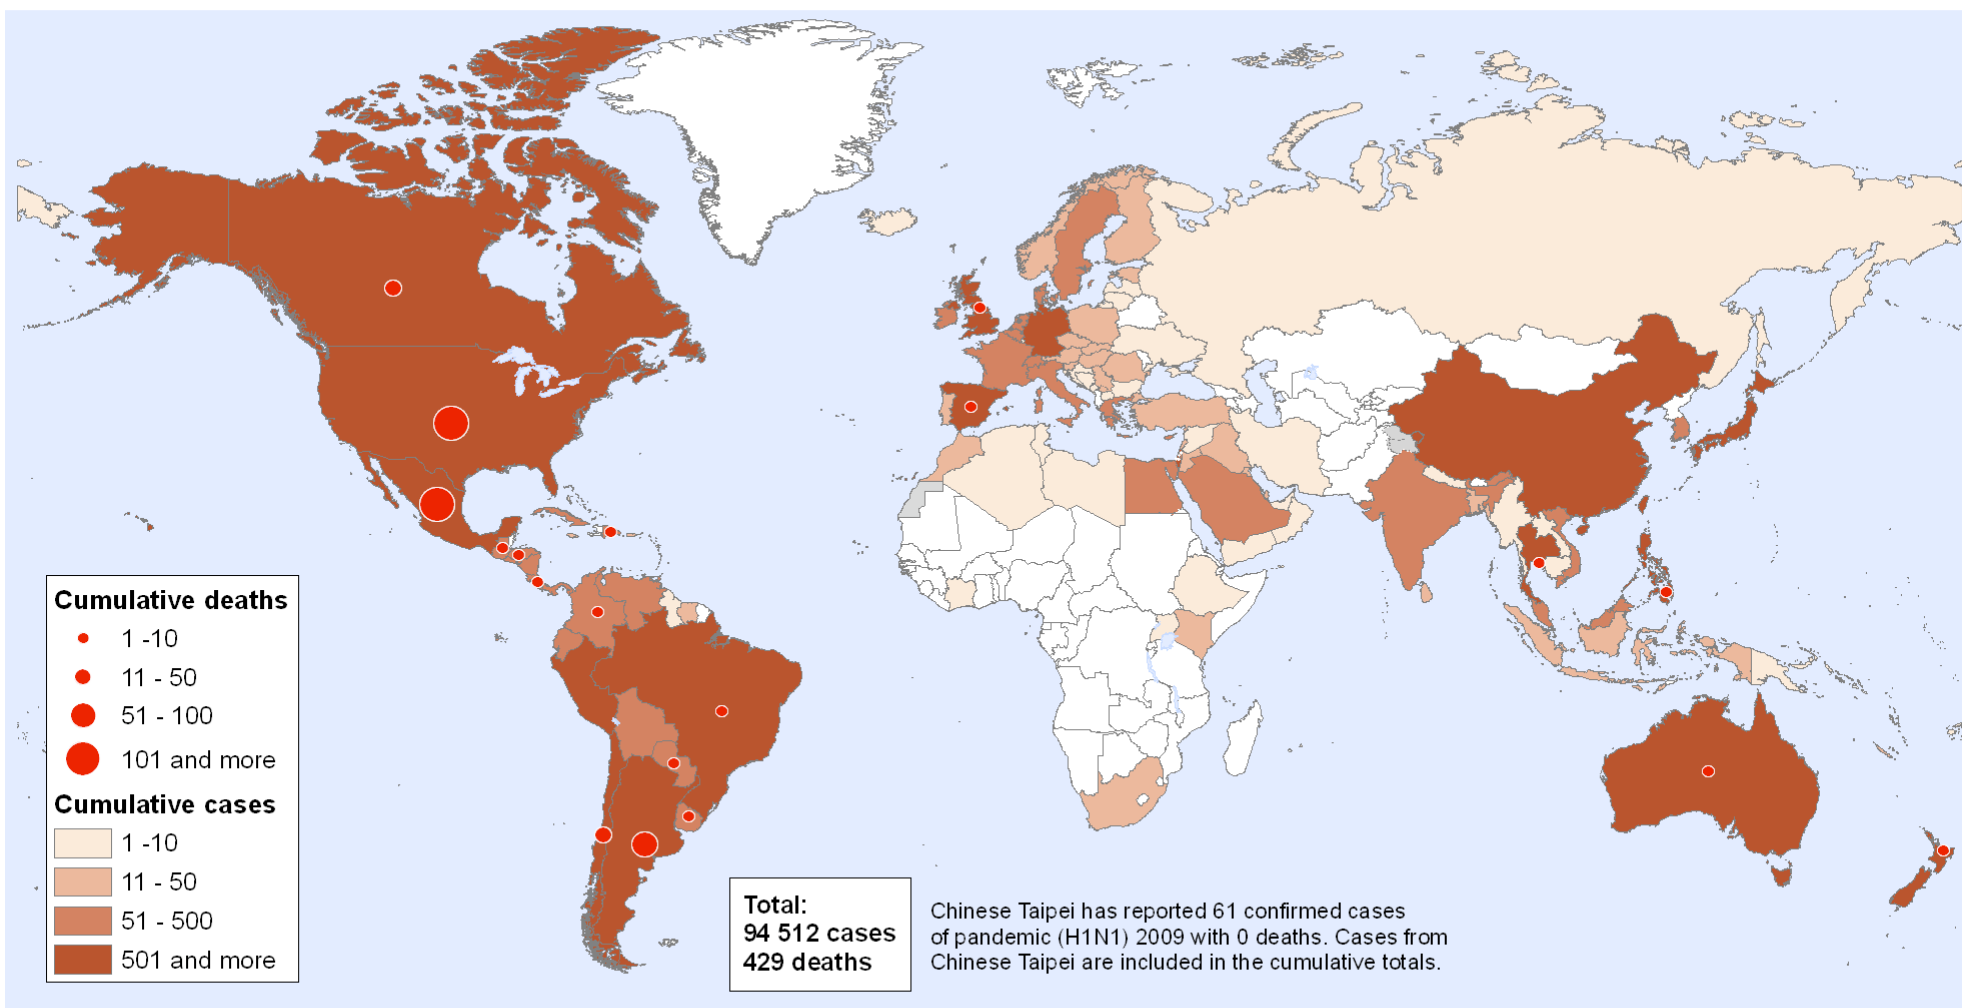 Cumulative deaths
1 -10
11 - 50
51 - 100
101 and more
Cumulative cases
1 -10
11 - 50
51 - 500
501 and more
Total:
94 512 cases
429 deaths
Chinese Taipei has reported 61 confirmed cases
of pandemic (H1N1) 2009 with 0 deaths. Cases from
Chinese Taipei are included in the cumulative totals.